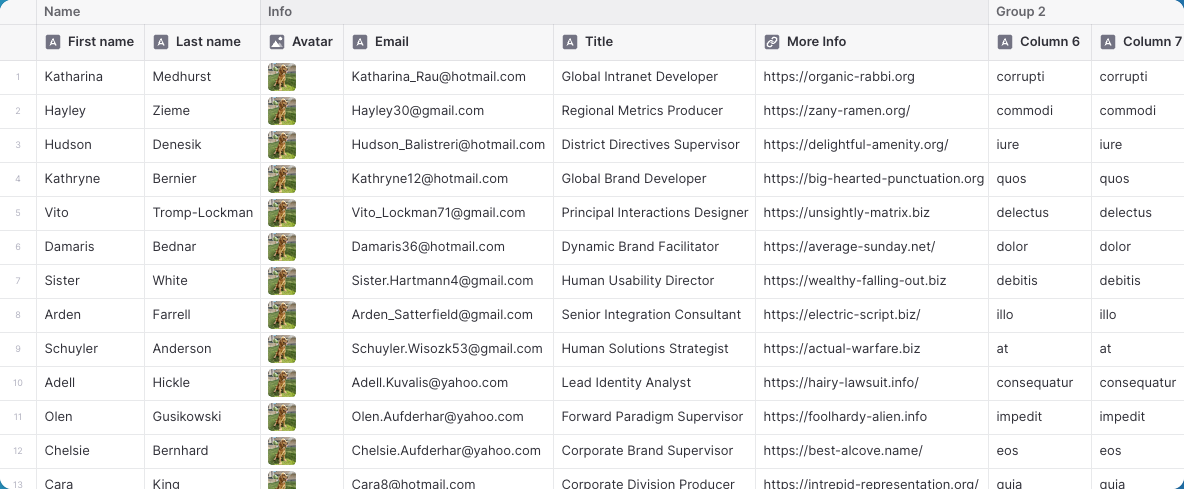 Name Info Group 2
First name Last name Avatar Email Title More Info Column 6 Column 7
1 Katharina Medhurst Katharina_Rau@hotmail.com Global Intranet Developer https://organic-rabbi.org corrupti corrupti
2 Hayley Zieme Hayley30@gmail.com Regional Metrics Producer https://zany-ramen.org/ commodi commodi
3 Hudson Denesik Hudson_Balistreri@hotmail.com District Directives Supervisor https://delightful-amenity.org/ iure iure
4 Kathryne Bernier Kathryne12@hotmail.com Global Brand Developer https://big-hearted-punctuation.org quos quos
5 Vito Tromp-Lockman Vito_Lockman71@gmail.com Principal Interactions Designer https://unsightly-matrix.biz delectus delectus
6 Damaris Bednar Damaris36@hotmail.com Dynamic Brand Facilitator https://average-sunday.net/ dolor dolor
7 Sister White Sister.Hartmann4@gmail.com Human Usability Director https://wealthy-falling-out.biz debitis debitis
8 Arden Farrell Arden_Satterfield@gmail.com Senior Integration Consultant https://electric-script.biz/ illo illo
9 Schuyler Anderson Schuyler.Wisozk53@gmail.com Human Solutions Strategist https://actual-warfare.biz at at
10 Adell Hickle Adell.Kuvalis@yahoo.com Lead Identity Analyst https://hairy-lawsuit.info/ consequatur consequatur
11 Olen Gusikowski Olen.Aufderhar@yahoo.com Forward Paradigm Supervisor https://foolhardy-alien.info impedit impedit
12 Chelsie Bernhard Chelsie.Aufderhar@yahoo.com Corporate Brand Supervisor https://best-alcove.name/ eos eos
13 Cara King Cara8@hotmail.com Corporate Division Producer https://intrepid-representation.org/ quia quia